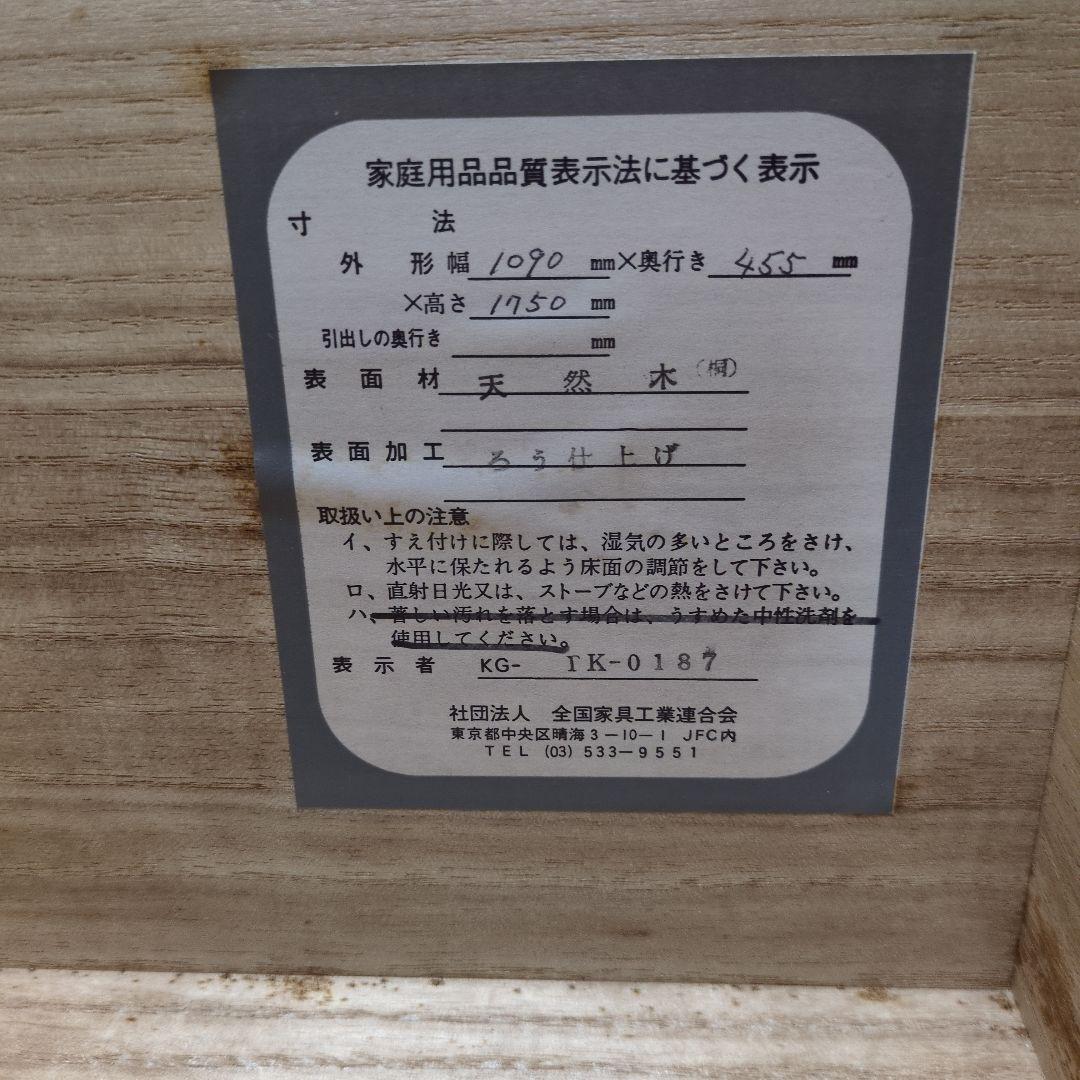 家庭用品品質表示法に基づく表示
寸法
外形幅 1090 mm×奥行き 455 mm
×高さ 1750 mm
引出しの奥行き mm
表面材 天然木(桐)
表面加工 ろう仕上げ
取扱い上の注意
イ、すえ付けに際しては、湿気の多いところをさけ、
水平に保たれるよう床面の調節をして下さい。
ロ、直射日光又は、ストーブなどの熱をさけて下さい。
ハ、著しい汚れを落とす場合は、うすめた中性洗剤を
使用してください。
表示者 KG- TK-0187
社団法人 全国家具工業連合会
東京都中央区晴海3-10-1 JFC内
TEL (03) 533-9551